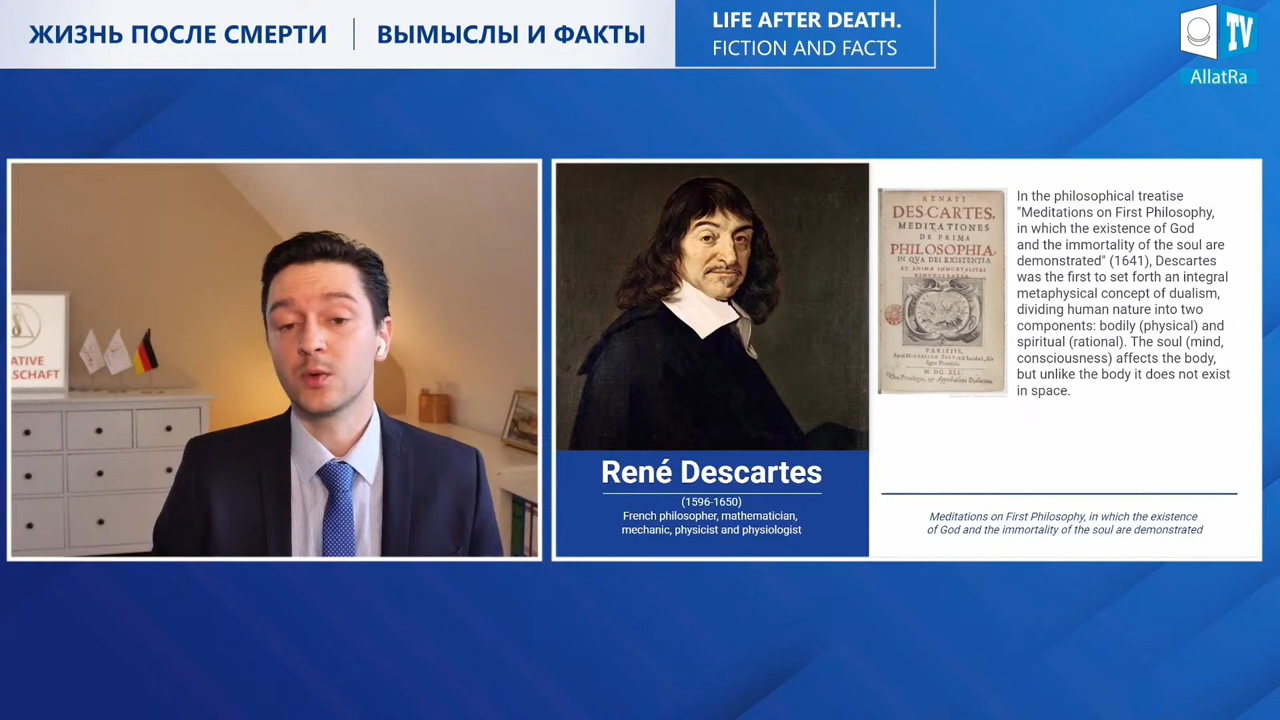 ЖИЗНЬ ПОСЛЕ СМЕРТИ
ВЫМЫСЛЫ И ФАКТЫ
LIFE AFTER DEATH.
FICTION AND FACTS
TV
AllatRa
ATIVE
SCHAFT
René Descartes
(1596-1650)
French philosopher, mathematician,
mechanic, physicist and physiologist
RENATI
DES-CARTES,
MEDITATIONES
DE PRIMA
PHILOSOPHIA,
IN QVA DEI EXISTENTIA
ET ANIMÆ IMMORTALITAS
PARISIIS,
In the philosophical treatise
"Meditations on First Philosophy,
in which the existence of God
and the immortality of the soul are
demonstrated" (1641), Descartes
was the first to set forth an integral
metaphysical concept of dualism,
dividing human nature into two
components: bodily (physical) and
spiritual (rational). The soul (mind,
consciousness) affects the body,
but unlike the body it does not exist
in space.
Meditations on First Philosophy, in which the existence
of God and the immortality of the soul are demonstrated